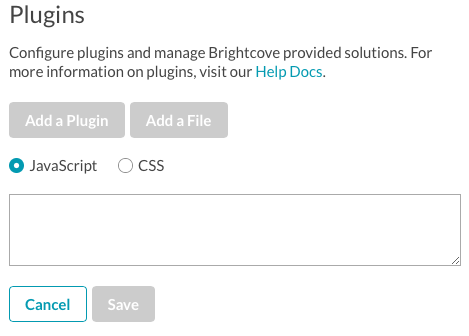 Plugins
Configure plugins and manage Brightcove provided solutions. For
more information on plugins, visit our Help Docs.
Add a Plugin Add a File
JavaScript CSS
Cancel Save